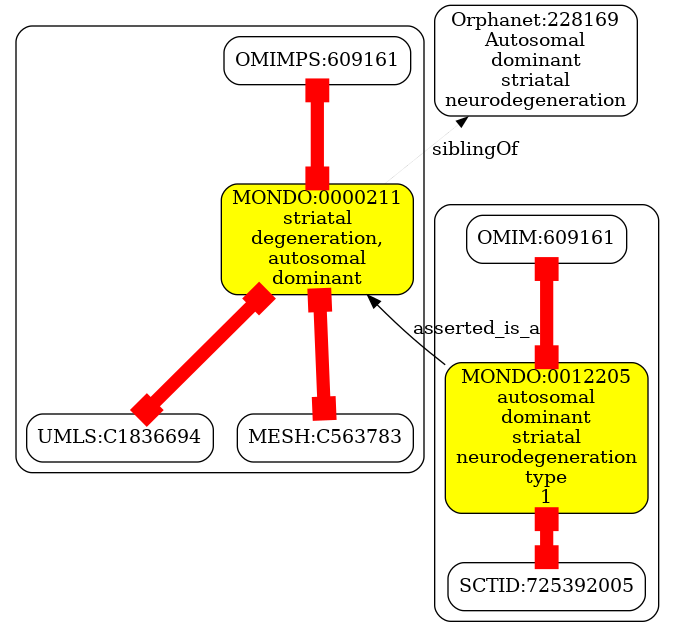 OMIMPS:609161
Orphanet:228169
Autosomal
dominant
striatal
neurodegeneration
siblingOf
MONDO:0000211
striatal
degeneration,
autosomal
dominant
OMIM:609161
asserted_is_a
MONDO:0012205
autosomal
dominant
striatal
neurodegeneration
type
1
UMLS:C1836694
MESH:C563783
SCTID:725392005